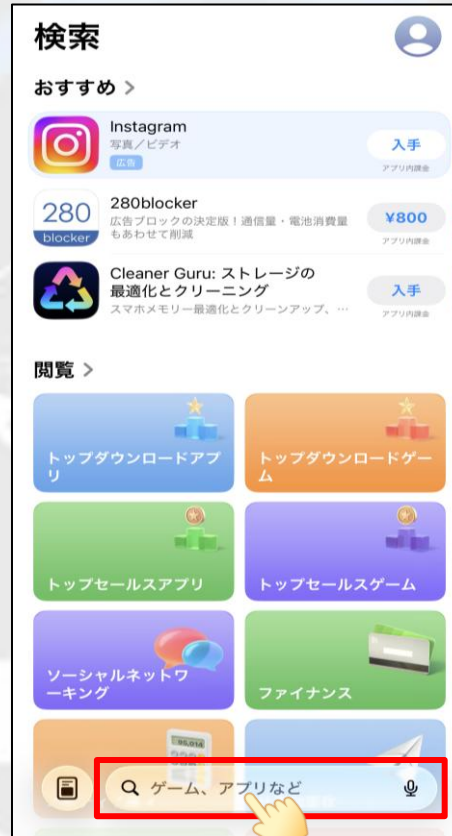 検索
おすすめ >
Instagram
写真／ビデオ
広告
入手
アプリ内課金
280
blocker
280blocker
広告ブロックの決定版！通信量・電池消費量
もあわせて削減
¥800
アプリ内課金
Cleaner Guru: ストレージの
最適化とクリーニング
スマホメモリー最適化とクリーンアップ、…
入手
アプリ内課金
閲覧 >
トップダウンロードアプ
リ
トップダウンロードゲー
ム
トップセールスアプリ
トップセールスゲーム
ソーシャルネットワ
ーキング
ファイナンス
ゲーム、アプリなど